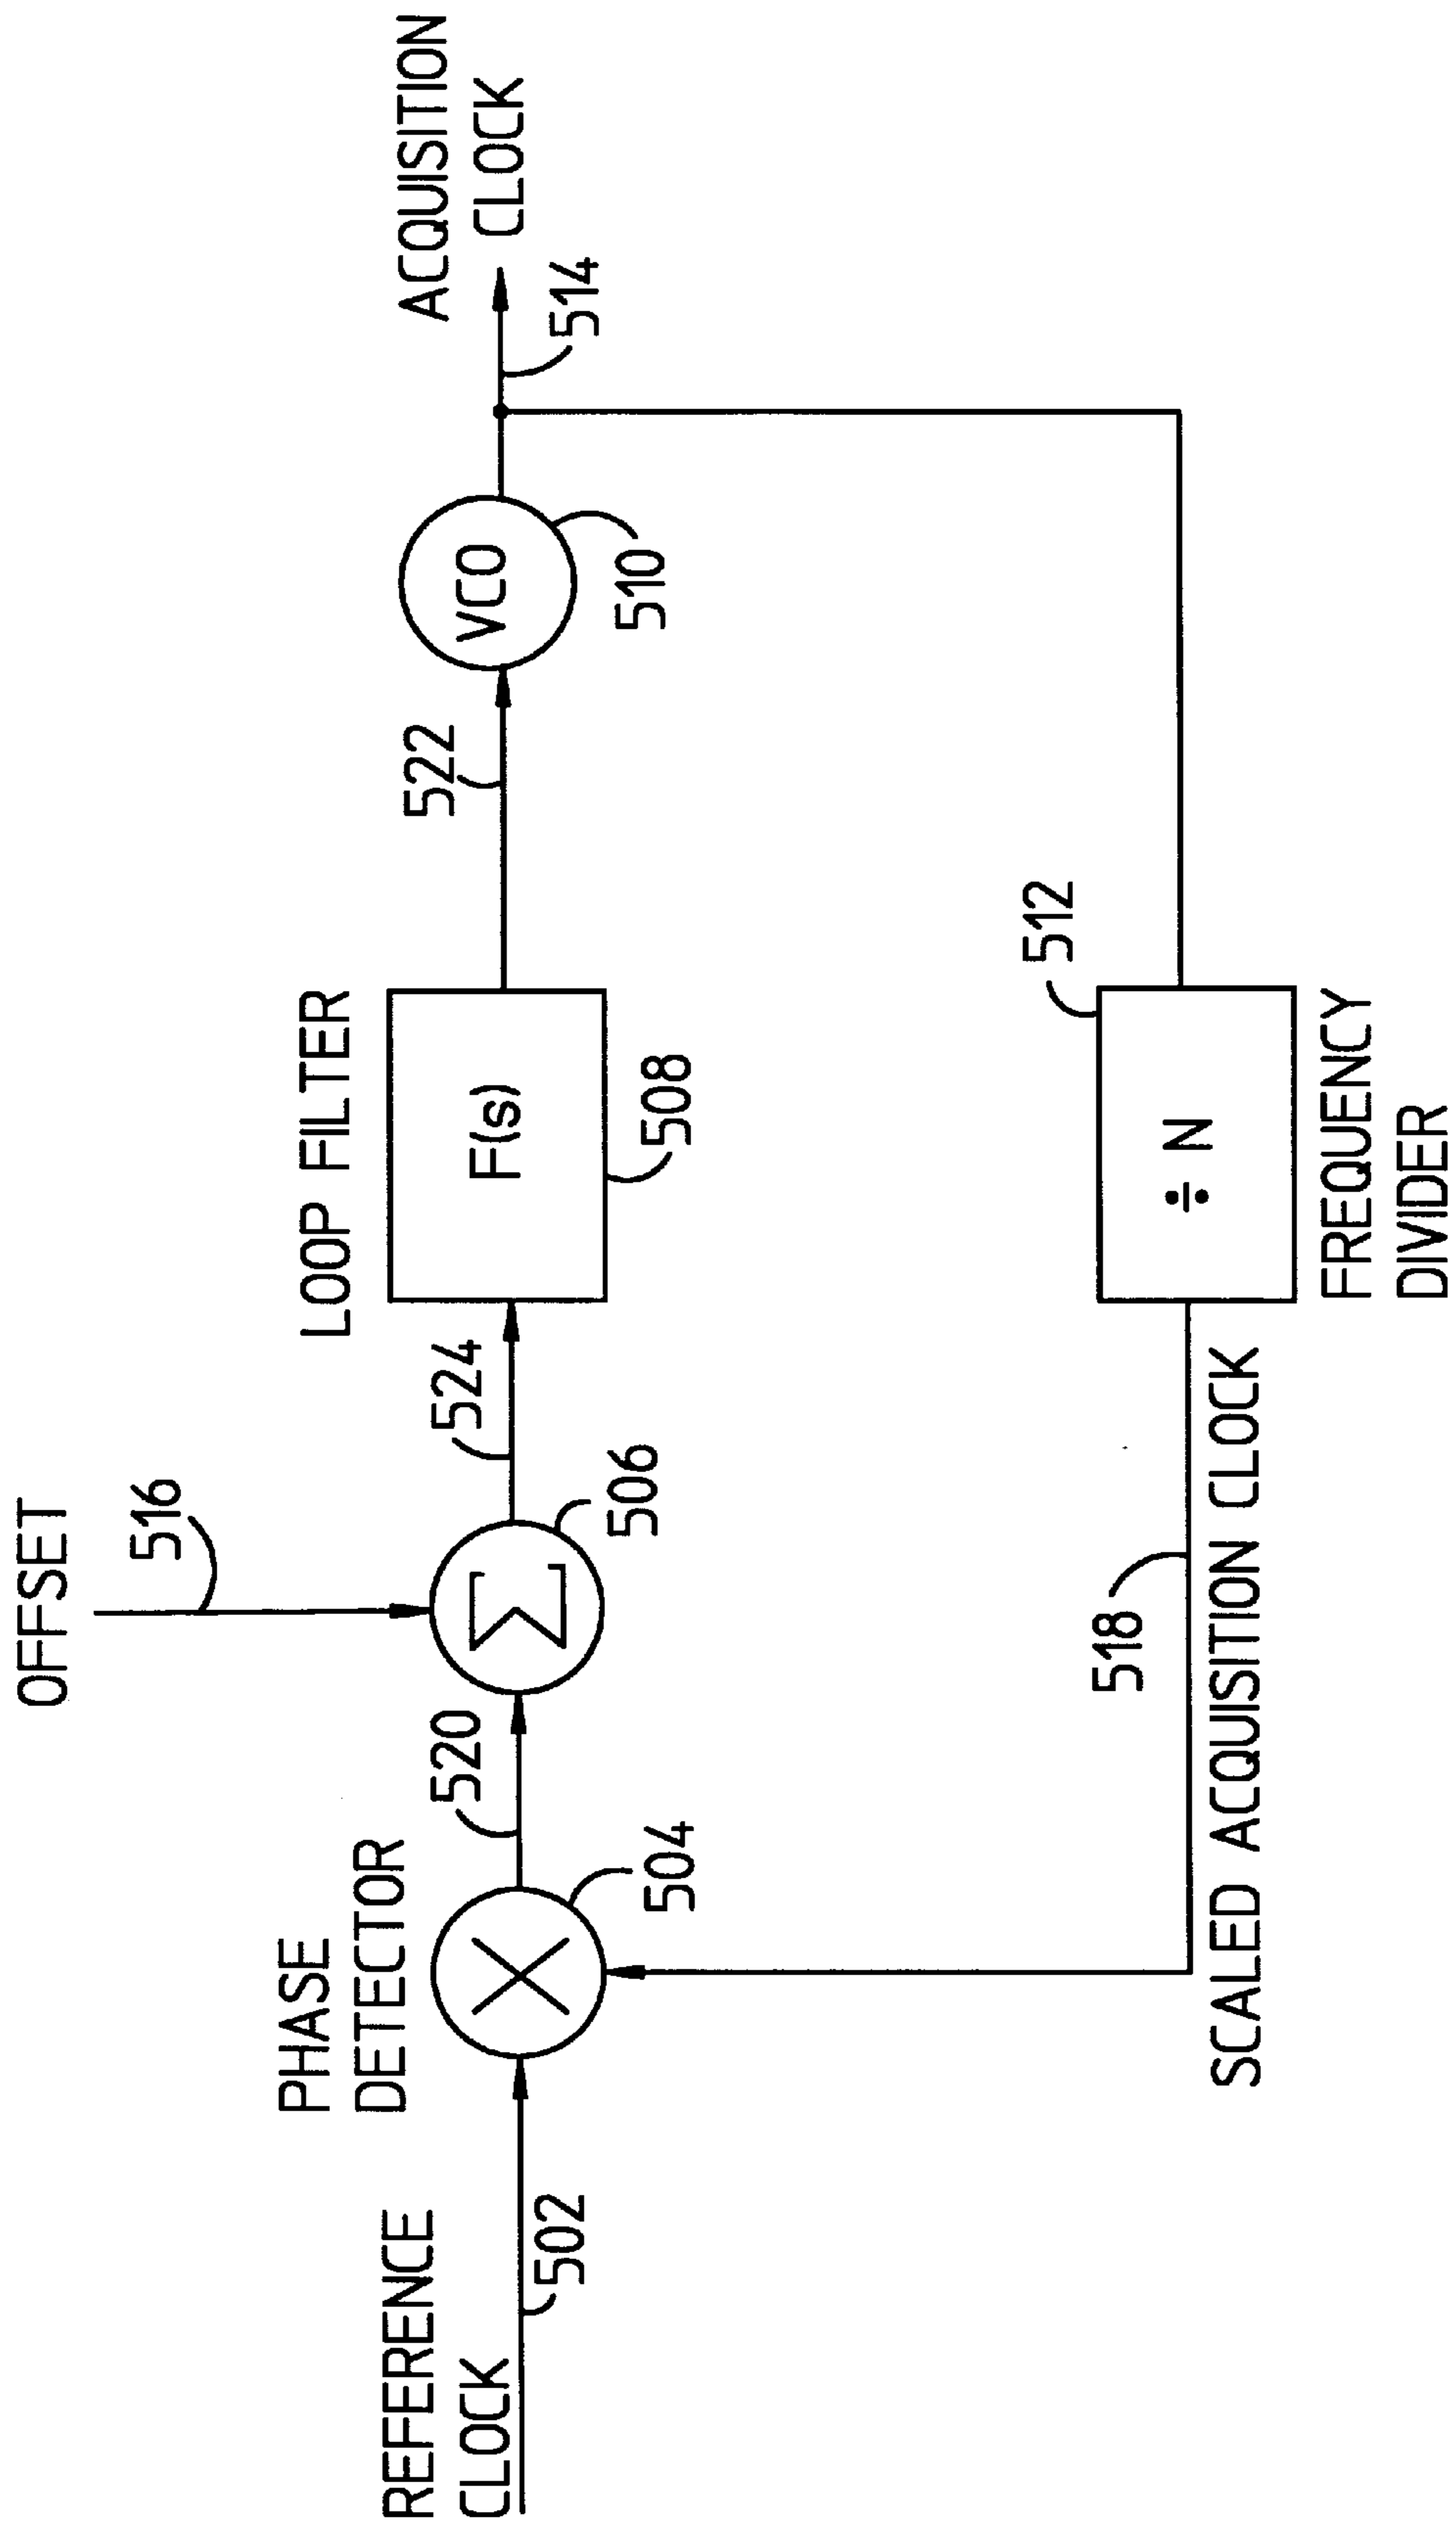 OFFSET
516
PHASE
DETECTOR
LOOP FILTER
ACQUISITION
CLOCK
REFERENCE
CLOCK
520
524
522
Σ
F(s)
VCO
502
504
506
508
510
514
512
518
÷ N
SCALED ACQUISITION CLOCK
FREQUENCY
DIVIDER